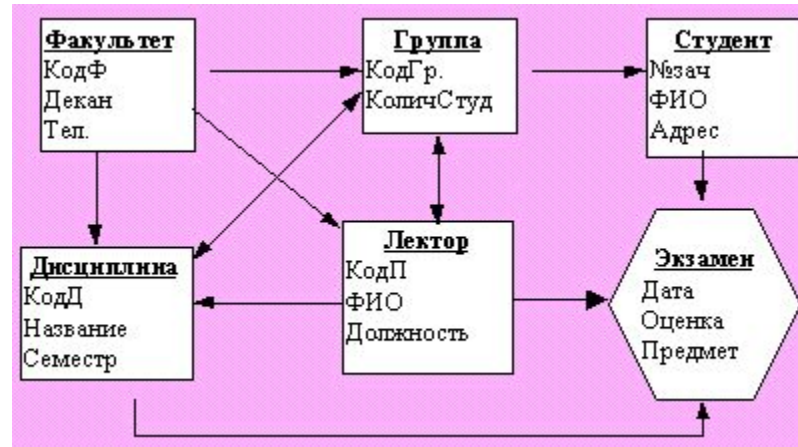 Факультет
КодФ
Декан
Тел.
Группа
КодГр.
КоличСтуд
Студент
№зач
ФИО
Адрес
Дисциплина
КодД
Название
Семестр
Лектор
КодП
ФИО
Должность
Экзамен
Дата
Оценка
Предмет